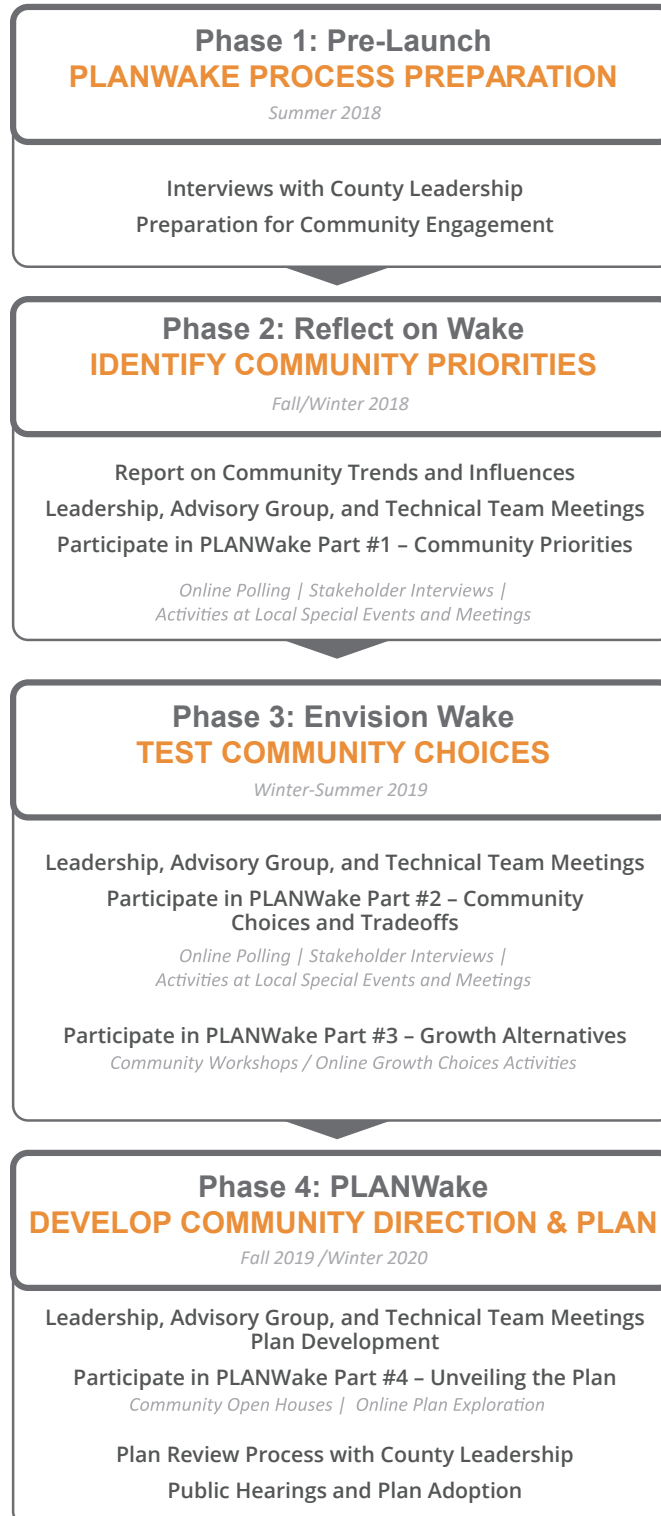 Phase 1: Pre-Launch
PLANWAKE PROCESS PREPARATION
Summer 2018
Interviews with County Leadership
Preparation for Community Engagement
Phase 2: Reflect on Wake
IDENTIFY COMMUNITY PRIORITIES
Fall/Winter 2018
Report on Community Trends and Influences
Leadership, Advisory Group, and Technical Team Meetings
Participate in PLANWake Part #1 – Community Priorities
Online Polling | Stakeholder Interviews |
Activities at Local Special Events and Meetings
Phase 3: Envision Wake
TEST COMMUNITY CHOICES
Winter-Summer 2019
Leadership, Advisory Group, and Technical Team Meetings
Participate in PLANWake Part #2 – Community
Choices and Tradeoffs
Online Polling | Stakeholder Interviews |
Activities at Local Special Events and Meetings
Participate in PLANWake Part #3 – Growth Alternatives
Community Workshops / Online Growth Choices Activities
Phase 4: PLANWake
DEVELOP COMMUNITY DIRECTION & PLAN
Fall 2019 /Winter 2020
Leadership, Advisory Group, and Technical Team Meetings
Plan Development
Participate in PLANWake Part #4 – Unveiling the Plan
Community Open Houses | Online Plan Exploration
Plan Review Process with County Leadership
Public Hearings and Plan Adoption